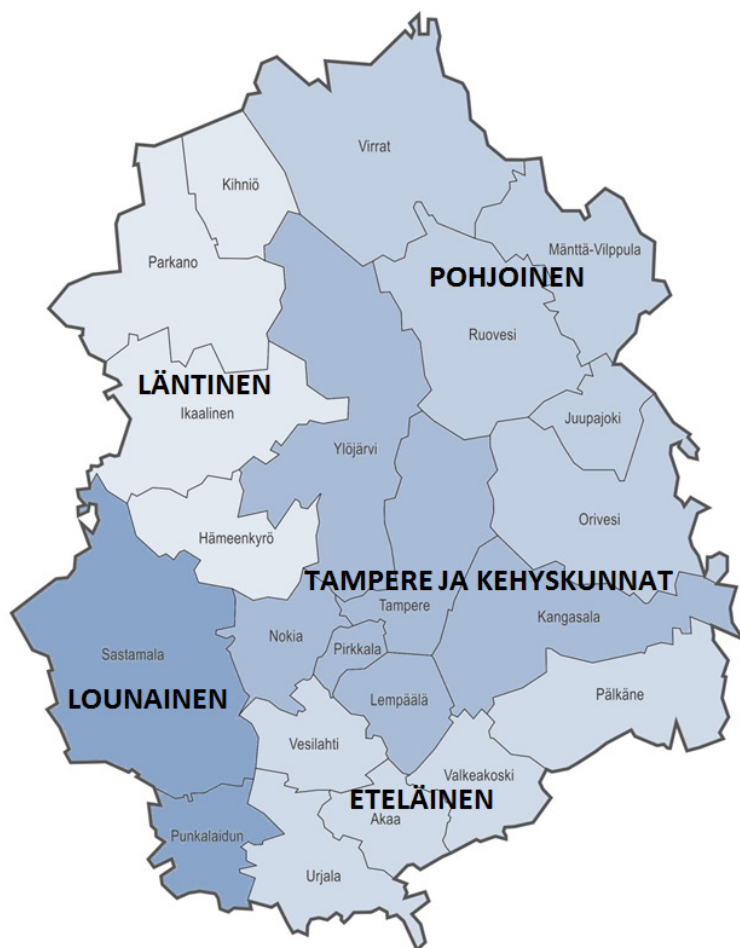 Virrat
Kihniö
Mänttä-Vilppula
Parkano
POHJOINEN
Ruovesi
LÄNTINEN
Ikaalinen
Juupajoki
Ylöjärvi
Orivesi
Hämeenkyrö
TAMPERE JA KEHYSKUNNAT
Tampere
Kangasala
Nokia
Pirkkala
Sastamala
LOUNAINEN
Lempäälä
Pälkäne
Vesilahti
Valkeakoski
ETELÄINEN
Akaa
Punkalaidun
Urjala